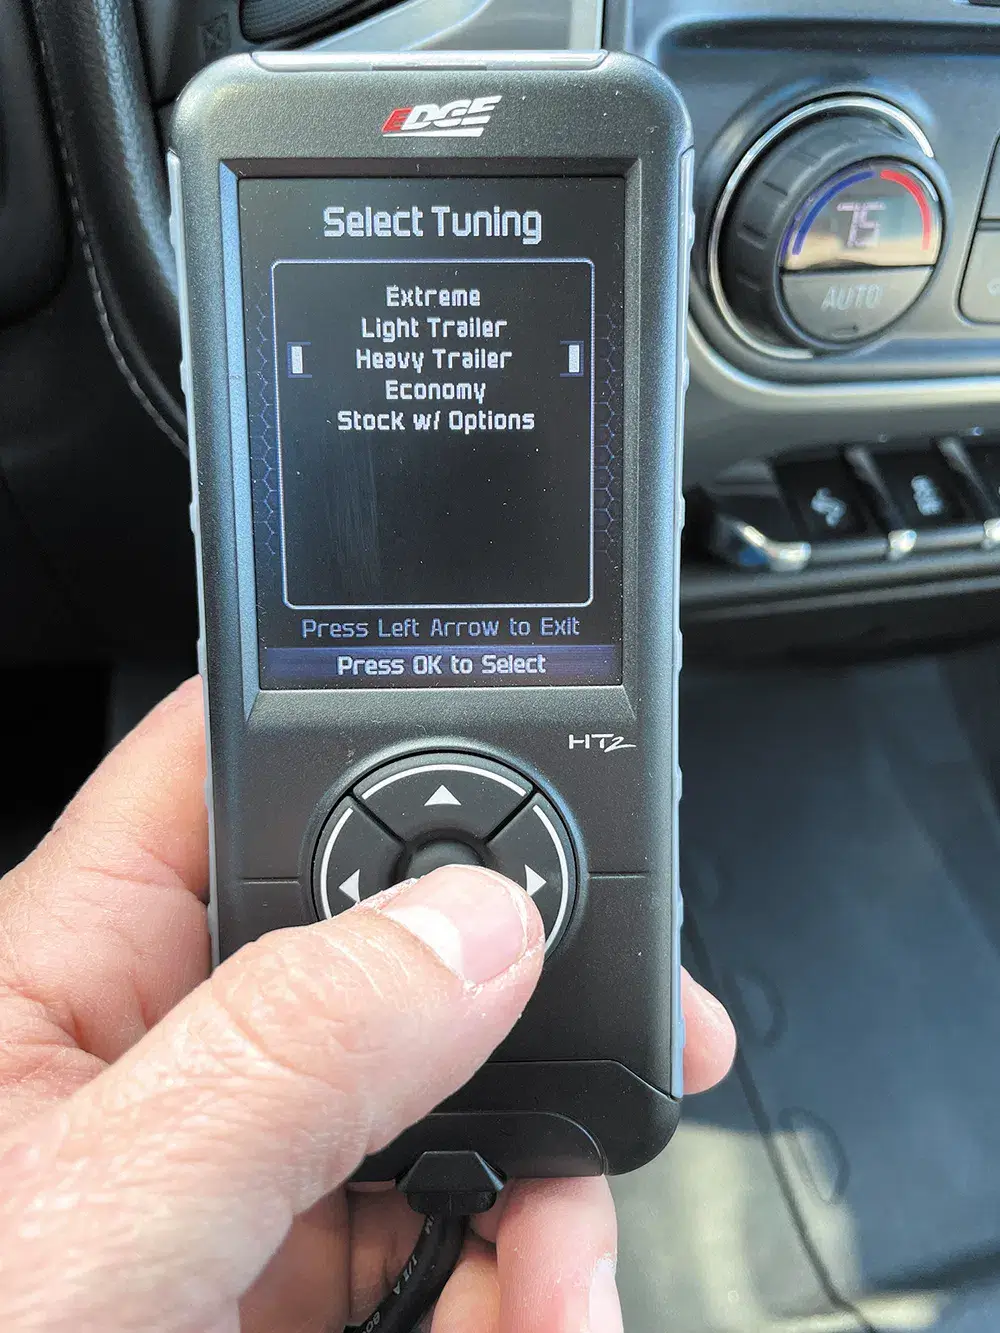 EDGE
Select Tuning
Extreme
Light Trailer
Heavy Trailer
Economy
Stock w/ Options
Press Left Arrow to Exit
Press OK to Select
HT2
75
AUTO